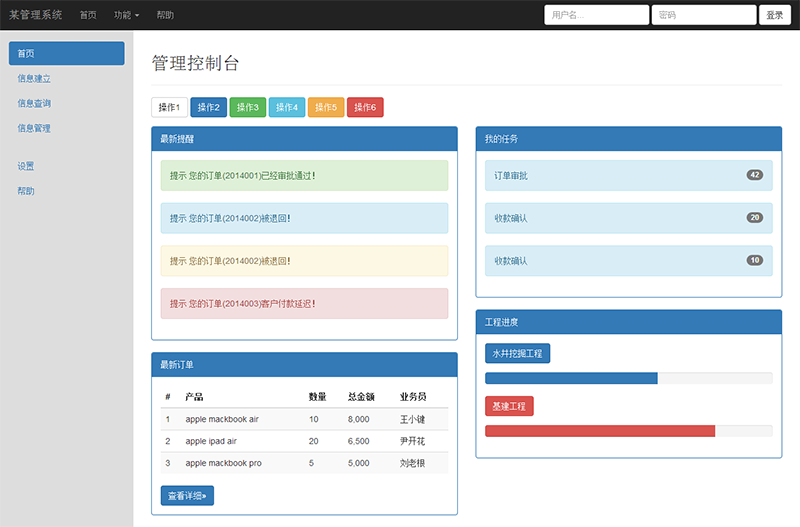 某管理系统 首页 功能 帮助 用户名... 密码 登录
首页
信息建立
信息查询
信息管理
设置
帮助
管理控制台
操作1 操作2 操作3 操作4 操作5 操作6
最新提醒
提示 您的订单(2014001)已经审批通过!
提示 您的订单(2014002)被退回!
提示 您的订单(2014002)被退回!
提示 您的订单(2014003)客户付款延迟!
最新订单
# 产品 数量 总金额 业务员
1 apple mackbook air 10 8,000 王小键
2 apple ipad air 20 6,500 尹开花
3 apple mackbook pro 5 5,000 刘老根
查看详细»
我的任务
订单审批 42
收款确认 20
收款确认 10
工程进度
水井挖掘工程
基建工程